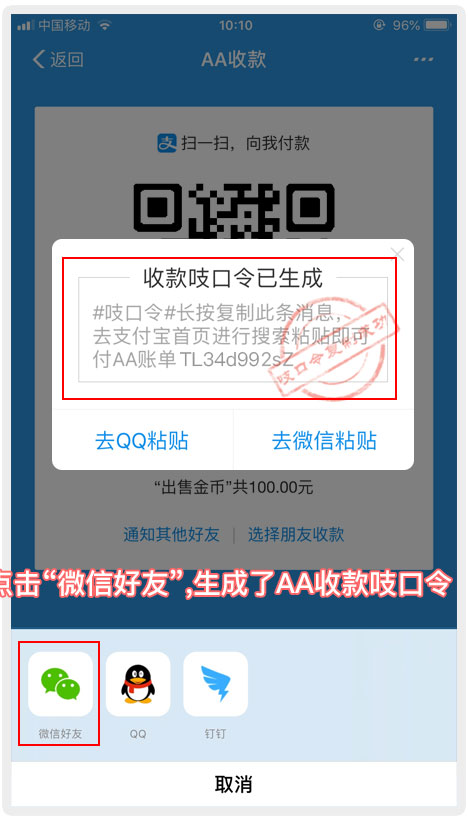 中国移动 10:10 96%
返回 AA收款
支 扫一扫，向我付款
收款吱口令已生成
#吱口令#长按复制此条消息，
去支付宝首页进行搜索粘贴即可
付AA账单 TL34d992sZ
吱口令复制成功
去QQ粘贴 去微信粘贴
“出售金币”共100.00元
通知其他好友 选择朋友收款
点击“微信好友”,生成了AA收款吱口令
微信好友 QQ 钉钉
取消